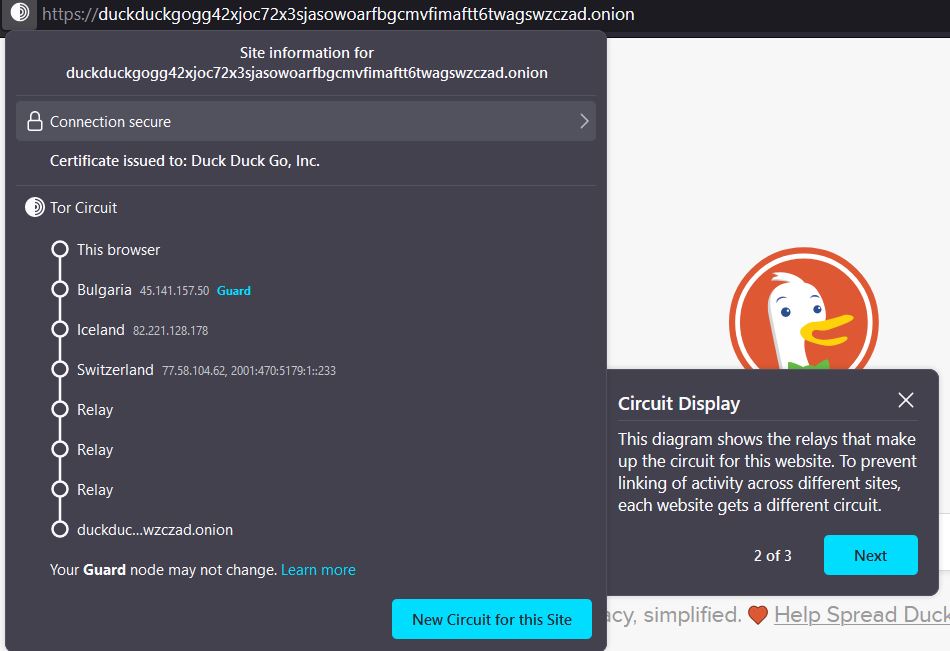 https://duckduckgogg42xjoc72x3sjasowoarfbgcmvfimaftt6twagswzczad.onion
Site information for
duckduckgogg42xjoc72x3sjasowoarfbgcmvfimaftt6twagswzczad.onion
Connection secure
Certificate issued to: Duck Duck Go, Inc.
Tor Circuit
This browser
Bulgaria 45.141.157.50 Guard
Iceland 82.221.128.178
Switzerland 77.58.104.62, 2001:470:5179:1::233
Relay
Relay
Relay
duckduc...wzczad.onion
Your Guard node may not change. Learn more
New Circuit for this Site
Circuit Display
This diagram shows the relays that make
up the circuit for this website. To prevent
linking of activity across different sites,
each website gets a different circuit.
2 of 3 Next
acy, simplified. Help Spread Duck